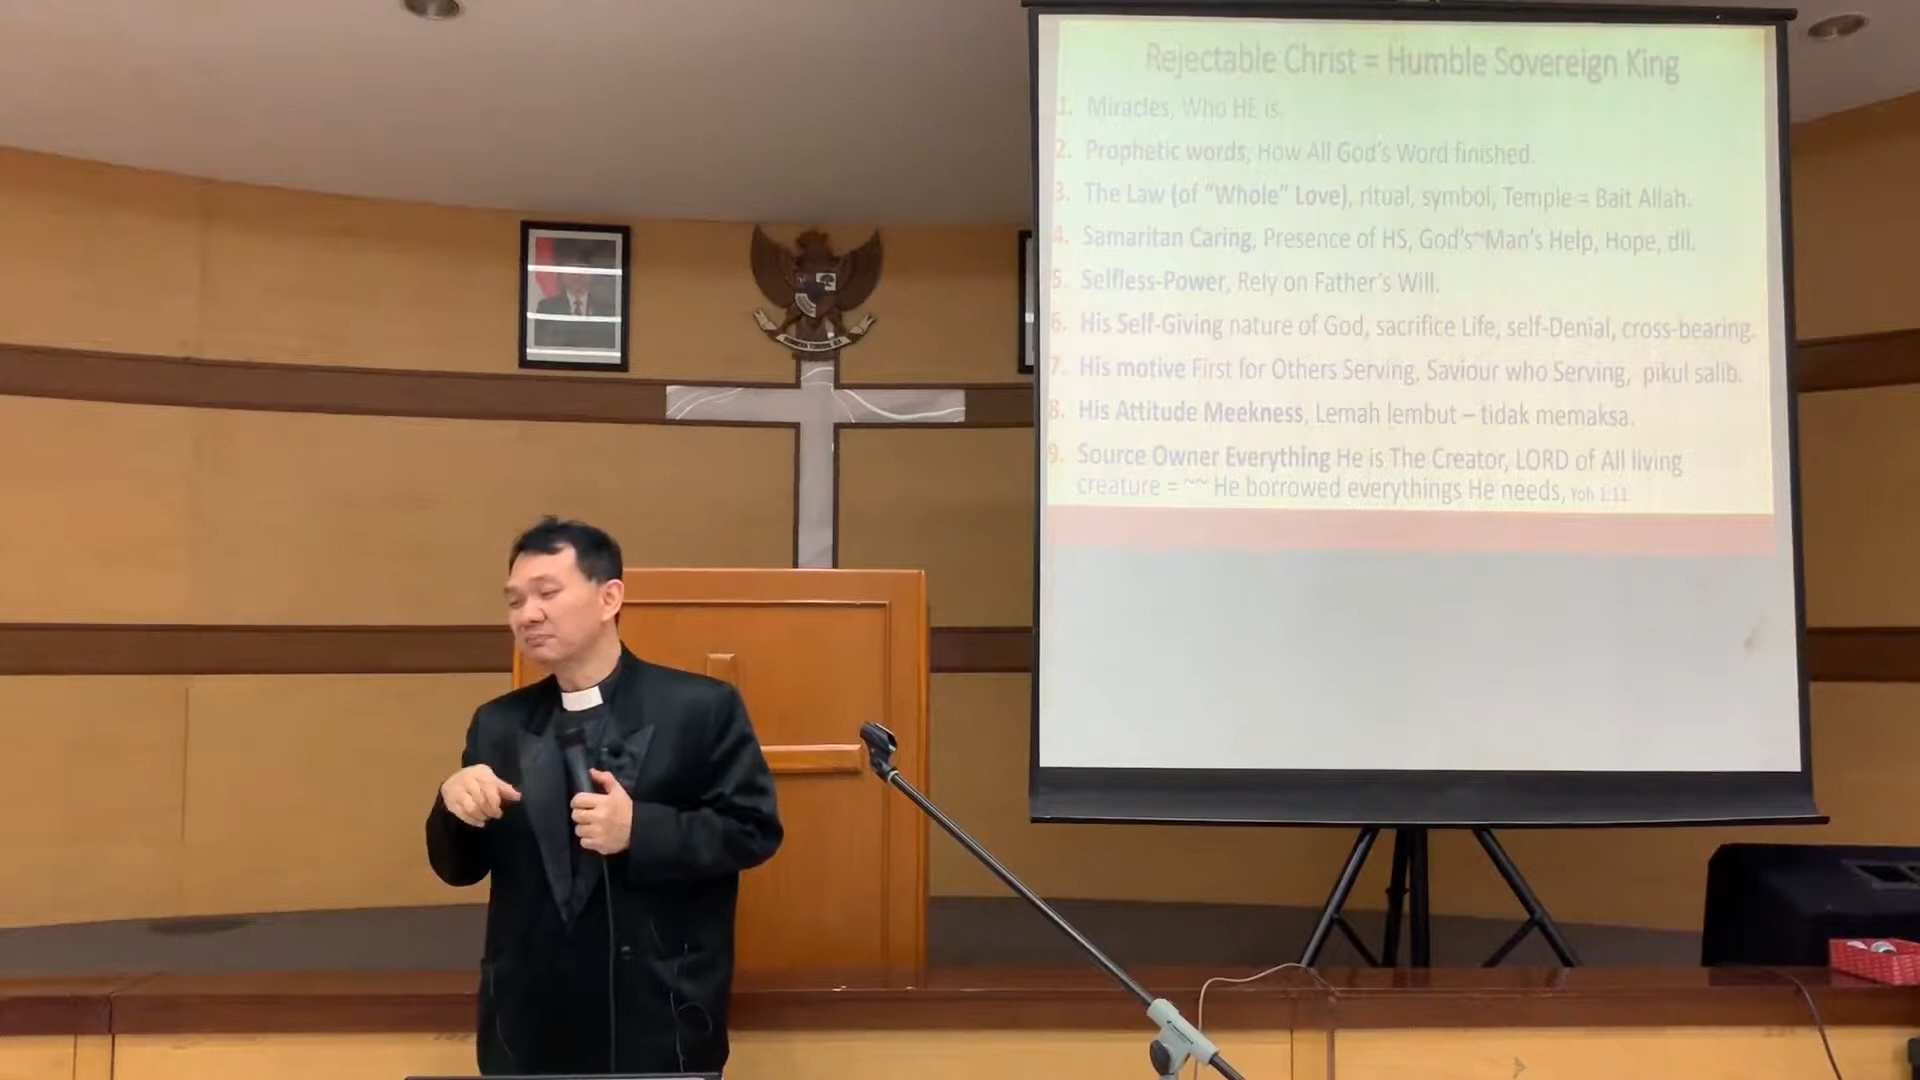 Rejectable Christ = Humble Sovereign King
1. Miracles, Who HE is.
2. Prophetic words, How All God's Word finished.
3. The Law (of "Whole" Love), ritual, symbol, Temple = Bait Allah.
4. Samaritan Caring, Presence of HS, God's~Man's Help, Hope, dll.
5. Selfless-Power, Rely on Father's Will.
6. His Self-Giving nature of God, sacrifice Life, self-Denial, cross-bearing.
7. His motive First for Others Serving, Saviour who Serving, pikul salib.
8. His Attitude Meekness, Lemah lembut – tidak memaksa.
9. Source Owner Everything He is The Creator, LORD of All living
creature = ~~ He borrowed everythings He needs, Yoh 1:11